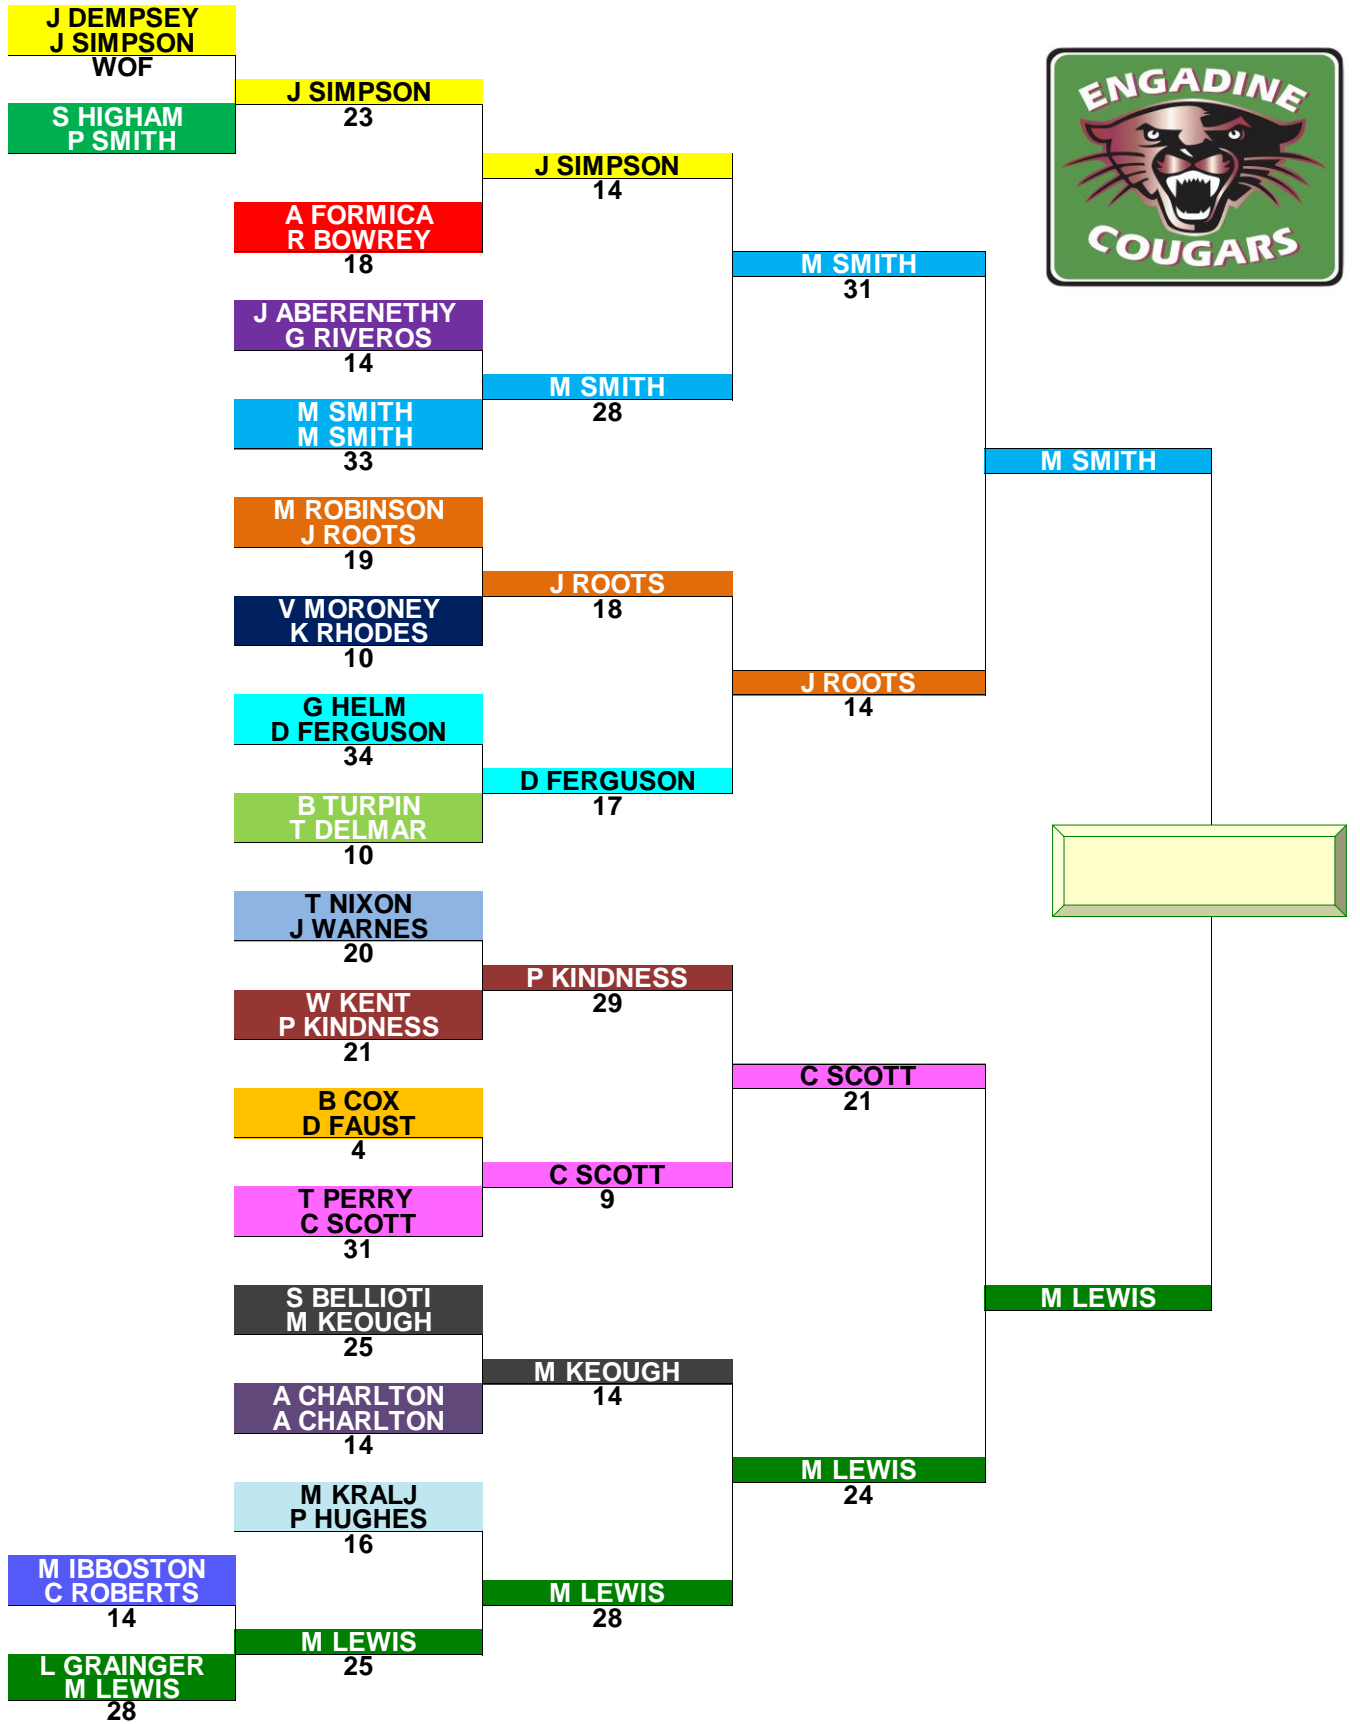 J DEMPSEY
J SIMPSON
WOF
S HIGHAM
P SMITH
J SIMPSON
23
A FORMICA
R BOWREY
18
J ABERENETHY
G RIVEROS
14
M SMITH
M SMITH
33
M ROBINSON
J ROOTS
19
V MORONEY
K RHODES
10
G HELM
D FERGUSON
34
B TURPIN
T DELMAR
10
T NIXON
J WARNES
20
W KENT
P KINDNESS
21
B COX
D FAUST
4
T PERRY
C SCOTT
31
S BELLIOTI
M KEOUGH
25
A CHARLTON
A CHARLTON
14
M KRALJ
P HUGHES
16
M IBBOSTON
C ROBERTS
14
L GRAINGER
M LEWIS
28
M LEWIS
25
J SIMPSON
14
M SMITH
28
J ROOTS
18
D FERGUSON
17
P KINDNESS
29
C SCOTT
9
M KEOUGH
14
M LEWIS
28
M SMITH
31
J ROOTS
14
C SCOTT
21
M LEWIS
24
M SMITH
M LEWIS
ENGADINE
COUGARS